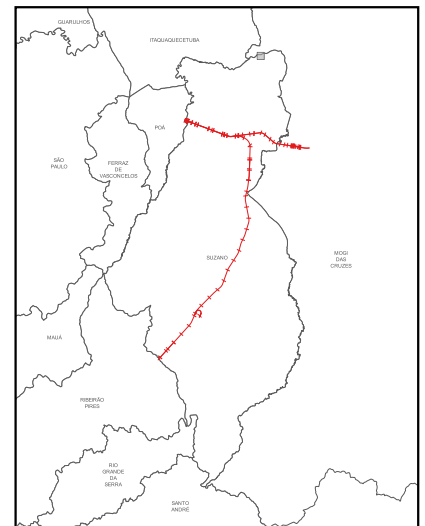 GUARULHOS
ITAQUAQUECETUBA
POÁ
SÃO
PAULO
FERRAZ
DE
VASCONCELOS
SUZANO
MOGI
DAS
CRUZES
MAUÁ
RIBEIRÃO
PIRES
RIO
GRANDE
DA
SERRA
SANTO
ANDRÉ